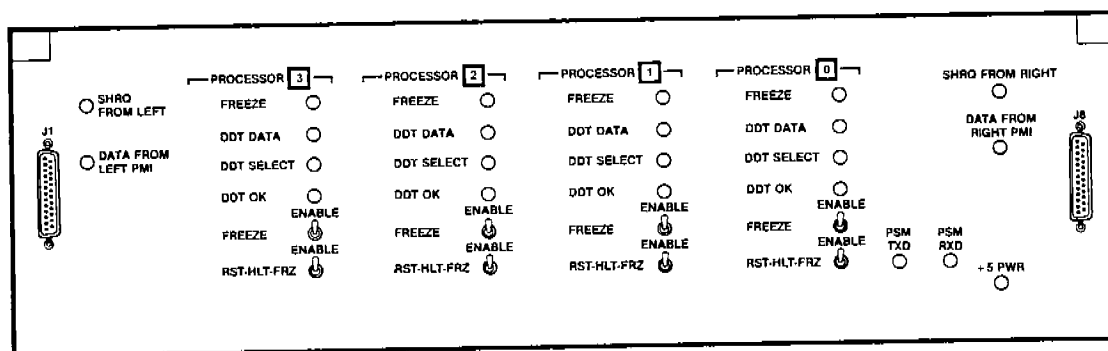 J1
SHRQ
FROM LEFT
DATA FROM
LEFT PMI
PROCESSOR 3
FREEZE
DDT DATA
DDT SELECT
DDT OK
ENABLE
FREEZE
ENABLE
RST-HLT-FRZ
PROCESSOR 2
FREEZE
DDT DATA
DDT SELECT
DDT OK
ENABLE
FREEZE
ENABLE
RST-HLT-FRZ
PROCESSOR 1
FREEZE
DDT DATA
DDT SELECT
DDT OK
ENABLE
FREEZE
ENABLE
RST-HLT-FRZ
PROCESSOR 0
FREEZE
DDT DATA
DDT SELECT
DDT OK
ENABLE
FREEZE
ENABLE
RST-HLT-FRZ
PSM
TXD
PSM
RXD
SHRQ FROM RIGHT
DATA FROM
RIGHT PMI
+5 PWR
J8